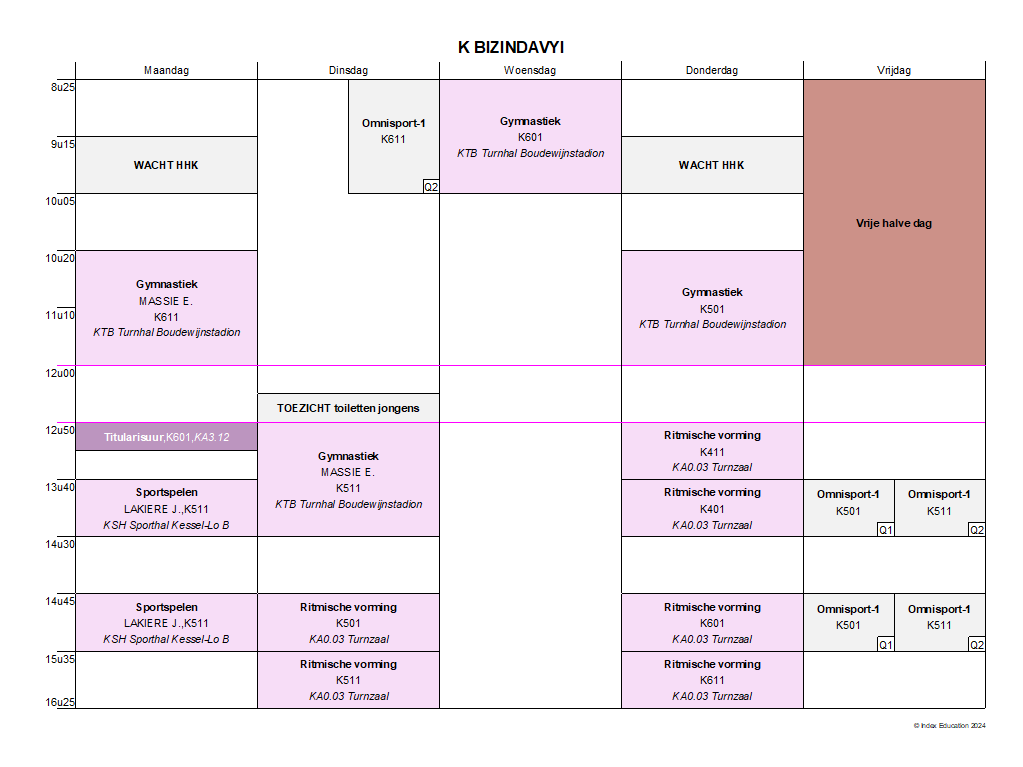 K BIZINDAVYI
Maandag Dinsdag Woensdag Donderdag Vrijdag
8u25
9u15
10u05
10u20
11u10
12u00
12u50
13u40
14u30
14u45
15u35
16u25
WACHT HHK
Gymnastiek
MASSIE E.
K611
KTB Turnhal Boudewijnstadion
Titularisuur,K601,KA3.12
Sportspelen
LAKIERE J.,K511
KSH Sporthal Kessel-Lo B
Sportspelen
LAKIERE J.,K511
KSH Sporthal Kessel-Lo B
Omnisport-1
K611
Q2
TOEZICHT toiletten jongens
Gymnastiek
MASSIE E.
K511
KTB Turnhal Boudewijnstadion
Ritmische vorming
K501
KA0.03 Turnzaal
Ritmische vorming
K511
KA0.03 Turnzaal
Gymnastiek
K601
KTB Turnhal Boudewijnstadion
WACHT HHK
Gymnastiek
K501
KTB Turnhal Boudewijnstadion
Ritmische vorming
K411
KA0.03 Turnzaal
Ritmische vorming
K401
KA0.03 Turnzaal
Ritmische vorming
K601
KA0.03 Turnzaal
Ritmische vorming
K611
KA0.03 Turnzaal
Vrije halve dag
Omnisport-1
K501
Q1
Omnisport-1
K511
Q2
Omnisport-1
K501
Q1
Omnisport-1
K511
Q2
© Index Education 2024